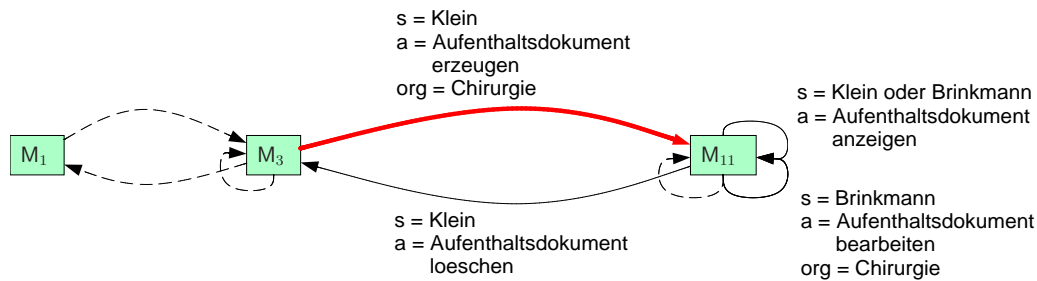 s = Klein
a = Aufenthaltsdokument
erzeugen
org = Chirurgie
s = Klein oder Brinkmann
a = Aufenthaltsdokument
anzeigen
M1
M3
M11
s = Klein
a = Aufenthaltsdokument
loeschen
s = Brinkmann
a = Aufenthaltsdokument
bearbeiten
org = Chirurgie